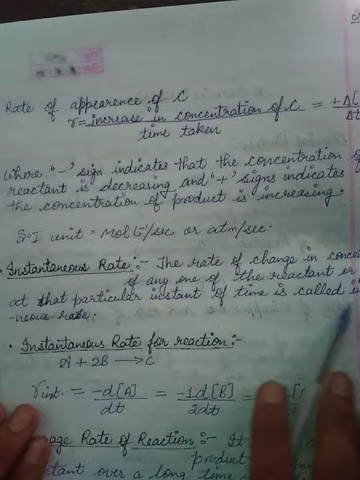 Rate of appearence of C
r = increase in concentration of C = +Δ[
time taken Δt
Where '-' sign indicates that the concentration of
reactant is decreasing and '+' signs indicates
the concentration of product is increasing.
S.I unit = Mol L⁻¹/sec or atm/sec.
• Instantaneous Rate :- The rate of change in conce
of any one of the reactant or
at that particular instant of time is called i
-neous rate.
• Instantaneous Rate for reaction :-
A + 2B → C
r inst. = -d[A] = -1 d[B] =
dt 2dt
Rate of Reaction :- It
product
over a long time